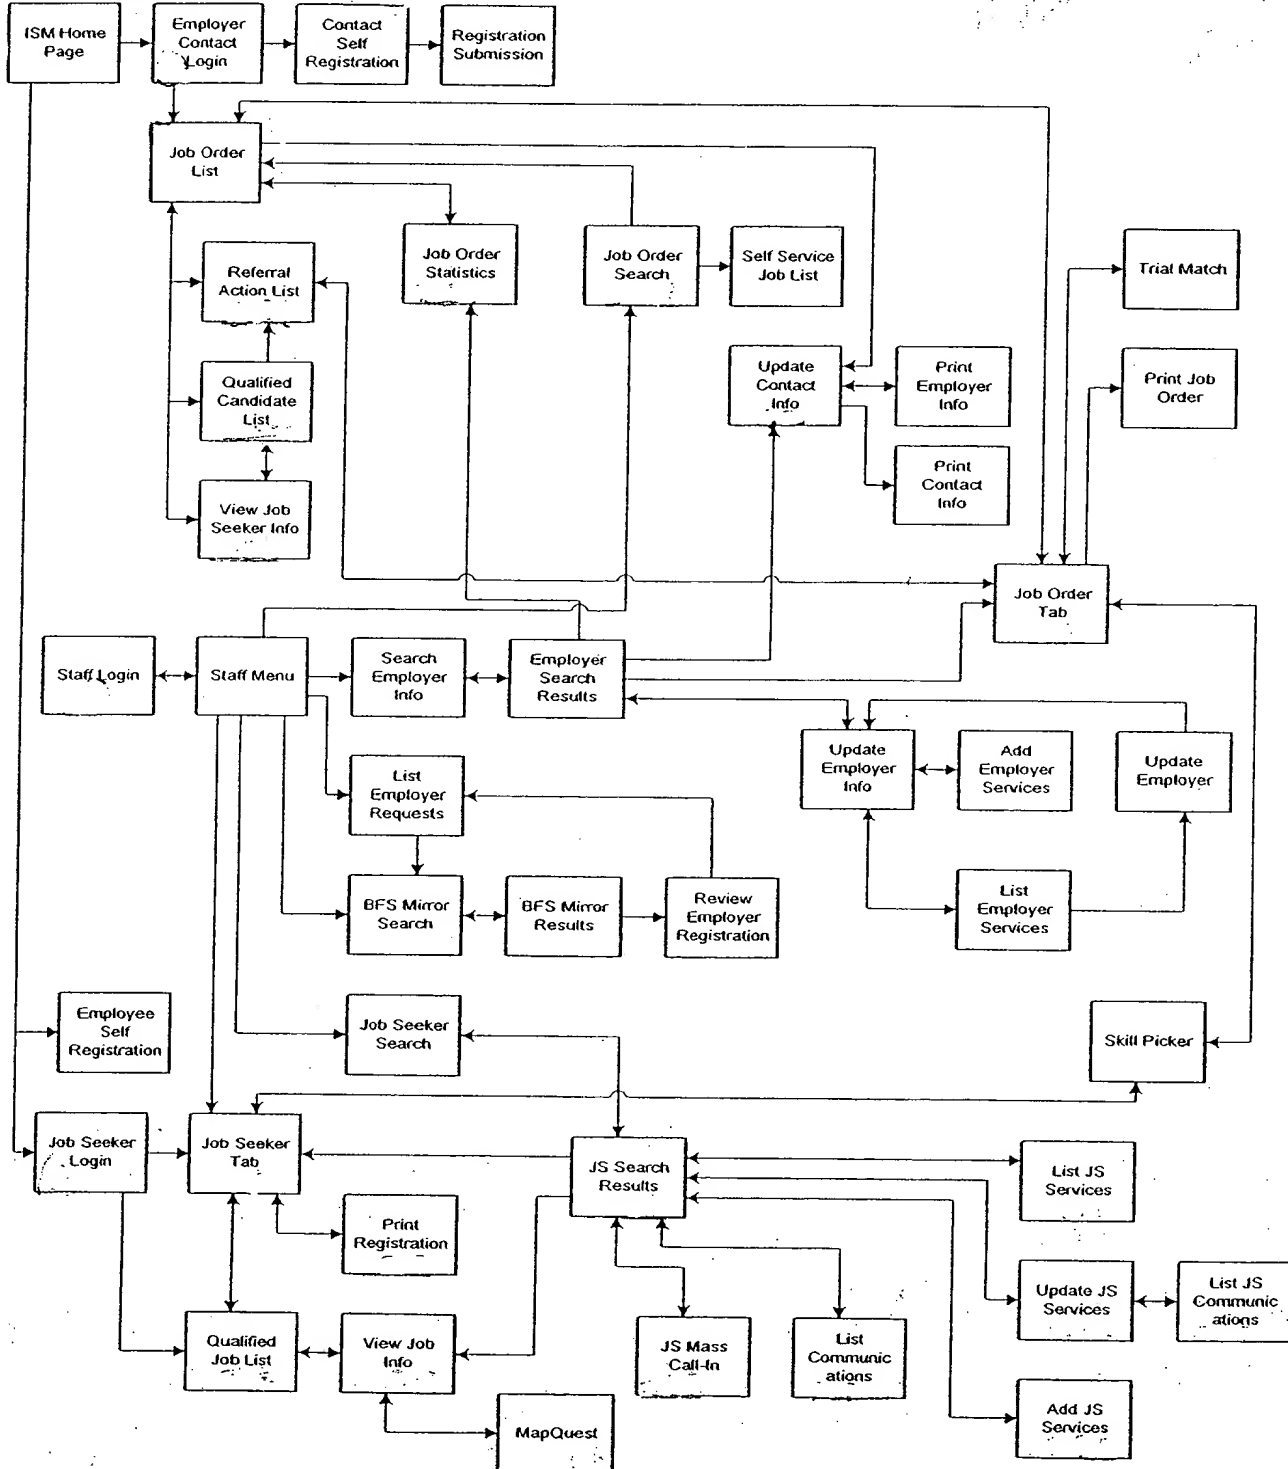 ISM Home
Page
Employer
Contact
Login
Contact
Self
Registration
Registration
Submission
Job Order
List
Referral
Action List
Job Order
Statistics
Job Order
Search
Self Service
Job List
Trial Match
Qualified
Candidate
List
Update
Contact
Info
Print
Employer
Info
Print Job
Order
View Job
Seeker Info
Print
Contact
Info
Job Order
Tab
Staff Login
Staff Menu
Search
Employer
Info
Employer
Search
Results
List
Employer
Requests
Update
Employer
Info
Add
Employer
Services
Update
Employer
BFS Mirror
Search
BFS Mirror
Results
Review
Employer
Registration
List
Employer
Services
Employee
Self
Registration
Job Seeker
Search
Skill Picker
Job Seeker
Login
Job Seeker
Tab
JS Search
Results
List JS
Services
Print
Registration
Update JS
Services
List JS
Communic
ations
Qualified
Job List
View Job
Info
JS Mass
Call-In
List
Communic
ations
MapQuest
Add JS
Services